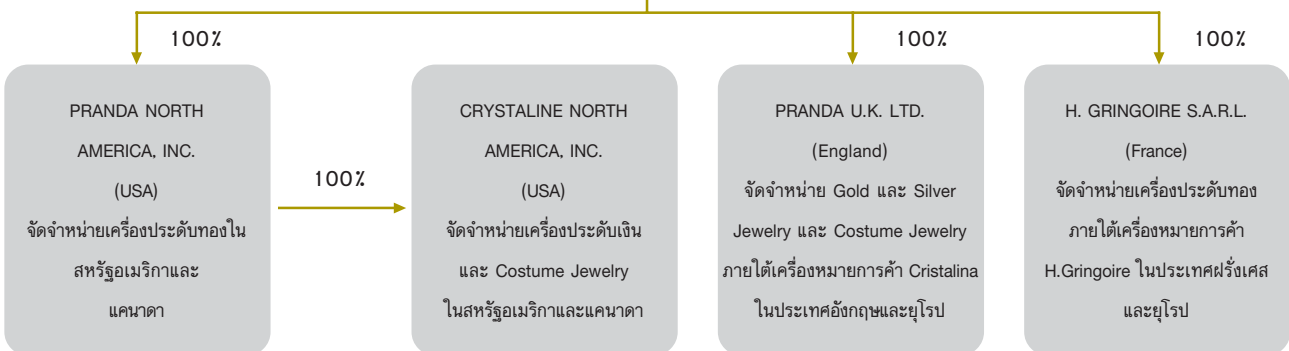 100%
100%
100%
PRANDA NORTH
AMERICA, INC.
(USA)
จัดจำหน่ายเครื่องประดับทองใน
สหรัฐอเมริกาและ
แคนาดา
100%
CRYSTALINE NORTH
AMERICA, INC.
(USA)
จัดจำหน่ายเครื่องประดับเงิน
และ Costume Jewelry
ในสหรัฐอเมริกาและแคนาดา
PRANDA U.K. LTD.
(England)
จัดจำหน่าย Gold และ Silver
Jewelry และ Costume Jewelry
ภายใต้เครื่องหมายการค้า Cristalina
ในประเทศอังกฤษและยุโรป
H. GRINGOIRE S.A.R.L.
(France)
จัดจำหน่ายเครื่องประดับทอง
ภายใต้เครื่องหมายการค้า
H.Gringoire ในประเทศฝรั่งเศส
และยุโรป